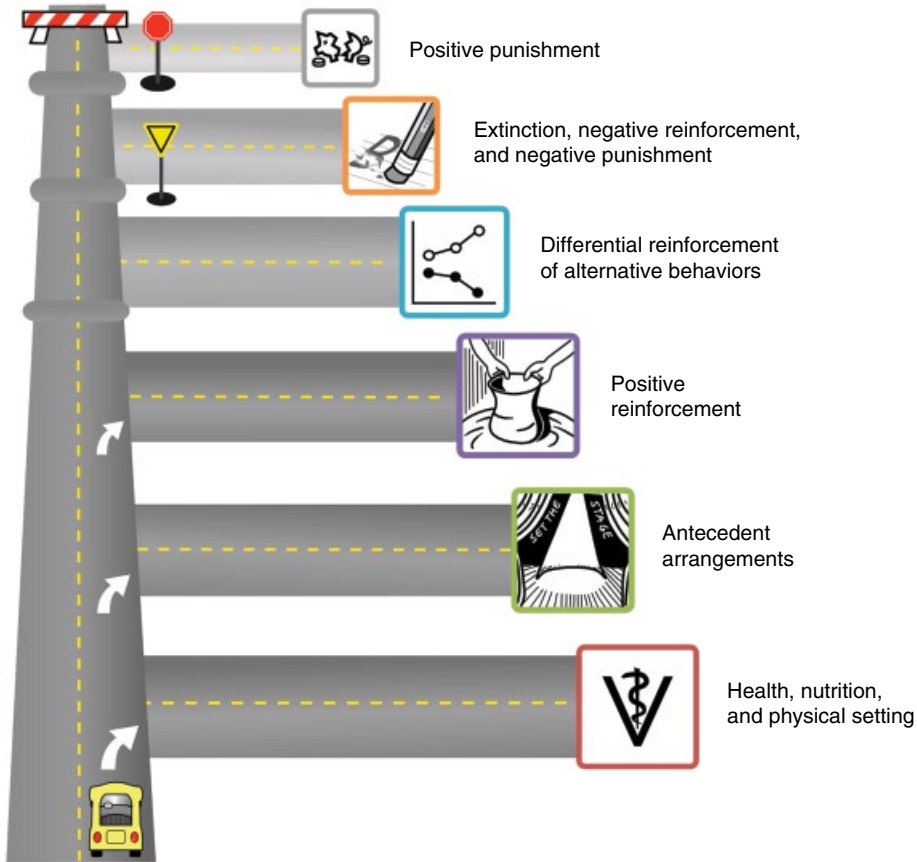 Positive punishment
Extinction, negative reinforcement,
and negative punishment
Differential reinforcement
of alternative behaviors
Positive
reinforcement
SET THE
STAGE
Antecedent
arrangements
V
Health, nutrition,
and physical setting